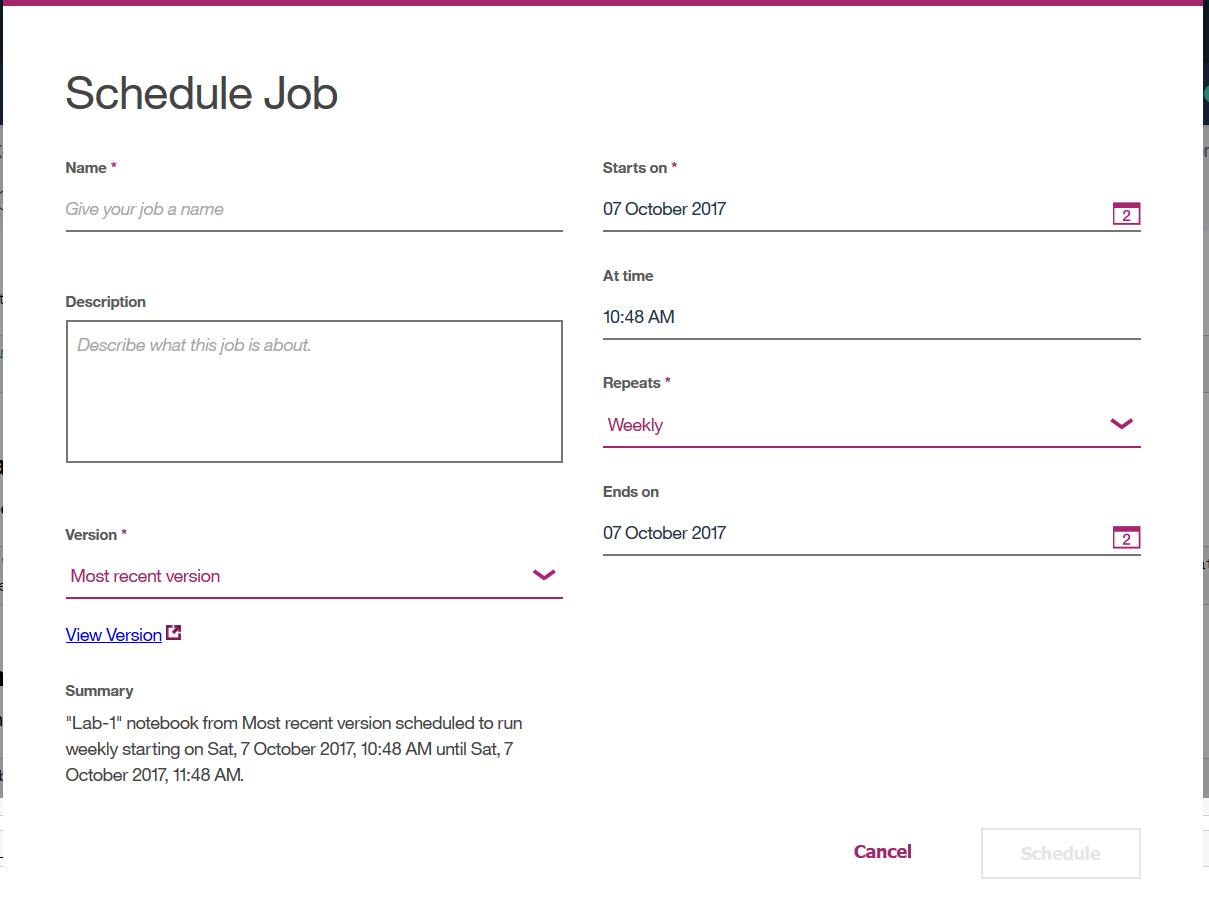 Schedule Job
Name *
Give your job a name
Description
Describe what this job is about.
Version *
Most recent version
View Version
Summary
"Lab-1" notebook from Most recent version scheduled to run
weekly starting on Sat, 7 October 2017, 10:48 AM until Sat, 7
October 2017, 11:48 AM.
Starts on *
07 October 2017
2
At time
10:48 AM
Repeats *
Weekly
Ends on
07 October 2017
2
Cancel
Schedule